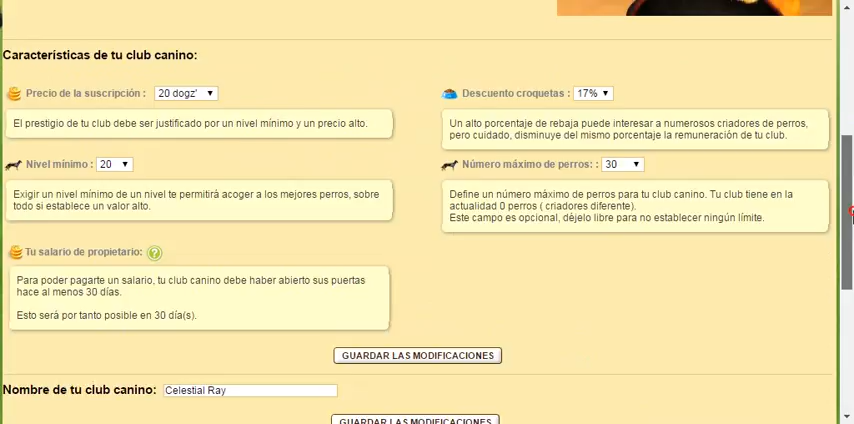 Características de tu club canino:
Precio de la suscripción : 20 dogz'
El prestigio de tu club debe ser justificado por un nivel mínimo y un precio alto.
Descuento croquetas : 17%
Un alto porcentaje de rebaja puede interesar a numerosos criadores de perros,
pero cuidado, disminuye del mismo porcentaje la remuneración de tu club.
Nivel mínimo : 20
Exigir un nivel mínimo de un nivel te permitirá acoger a los mejores perros, sobre
todo si establece un valor alto.
Número máximo de perros: : 30
Define un número máximo de perros para tu club canino. Tu club tiene en la
actualidad 0 perros ( criadores diferente).
Este campo es opcional, déjelo libre para no establecer ningún límite.
Tu salario de propietario: ?
Para poder pagarte un salario, tu club canino debe haber abierto sus puertas
hace al menos 30 días.
Esto será por tanto posible en 30 día(s).
GUARDAR LAS MODIFICACIONES
Nombre de tu club canino: Celestial Ray
GUARDAR LAS MODIFICACIONES